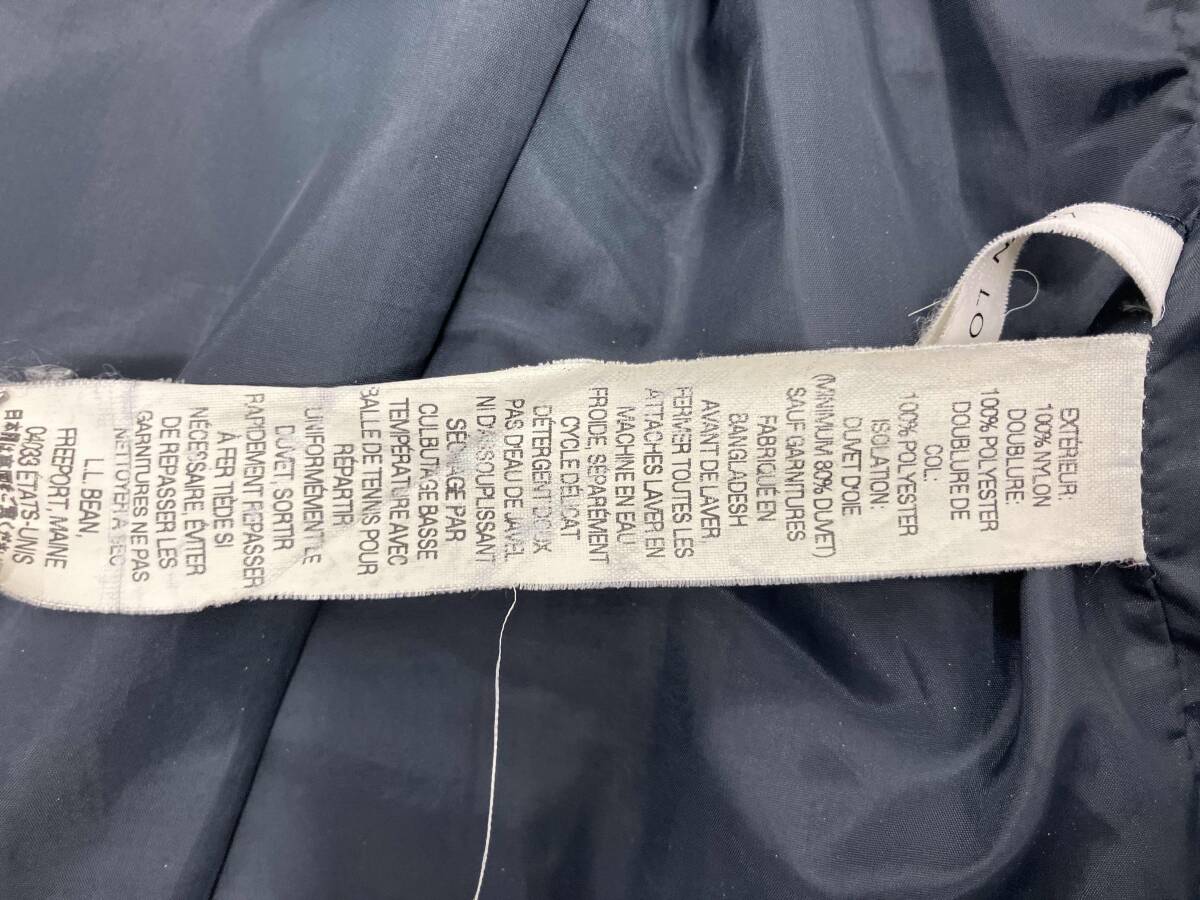 EXTÉRIEUR:
100% NYLON
DOUBLURE:
100% POLYESTER
DOUBLURE DE
COL:
100% POLYESTER
ISOLATION:
DUVET D'OIE
(MINIMUM 80% DUVET)
SAUF GARNITURES
FABRIQUÉ EN
BANGLADESH
AVANT DE LAVER
FERMER TOUTES LES
ATTACHES LAVER EN
MACHINE EN EAU
FROIDE, SÉPARÉMENT
CYCLE DÉLICAT
DÉTERGENT DOUX
PAS D'EAU DE JAVEL
NI D'ASSOUPLISSANT
SÉCHAGE PAR
CULBUTAGE BASSE
TEMPÉRATURE AVEC
BALLE DE TENNIS POUR
RÉPARTIR
UNIFORMÉMENT LE
DUVET, SORTIR
RAPIDEMENT REPASSER
À FER TIÈDE SI
NÉCESSAIRE, ÉVITER
DE REPASSER LES
GARNITURES NE PAS
NETTOYER À SEC
L.L. BEAN,
FREEPORT, MAINE
04033 ÉTATS-UNIS
LO